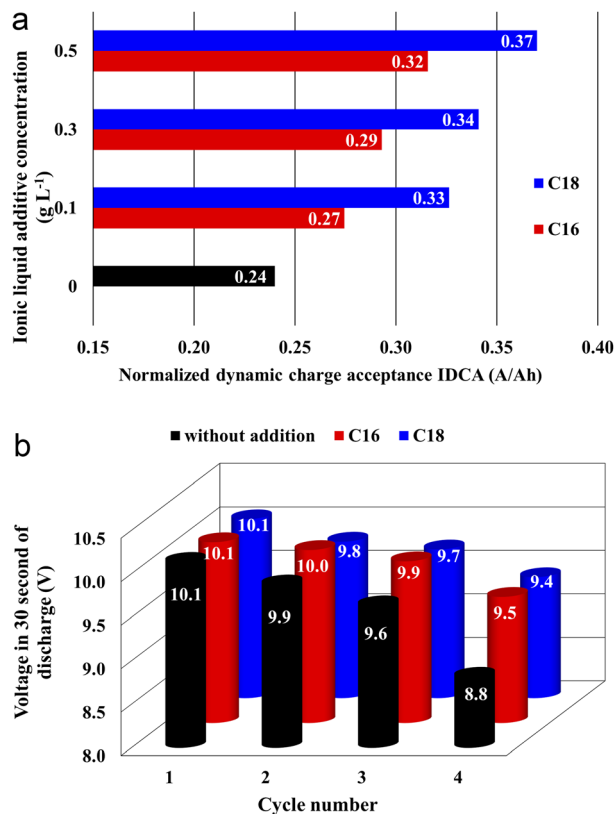 a
Ionic liquid additive concentration
(g L-1)
0.5
0.3
0.1
0
0.37
0.32
0.34
0.29
0.33
0.27
0.24
C18
C16
0.15 0.20 0.25 0.30 0.35 0.40
Normalized dynamic charge acceptance IDCA (A/Ah)
b
without addition C16 C18
Voltage in 30 second of
discharge (V)
10.5
10.0
9.5
9.0
8.5
8.0
10.1 9.8 9.7 9.4
10.1 10.0 9.9 9.5
10.1 9.9 9.6 8.8
1 2 3 4
Cycle number